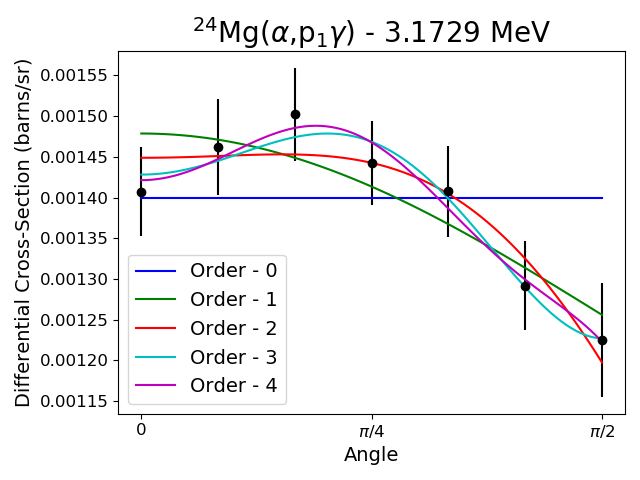 ²⁴Mg(α,p₁γ) - 3.1729 MeV
Differential Cross-Section (barns/sr)
0.00155
0.00150
0.00145
0.00140
0.00135
0.00130
0.00125
0.00120
0.00115
Order - 0
Order - 1
Order - 2
Order - 3
Order - 4
0
π/4
π/2
Angle